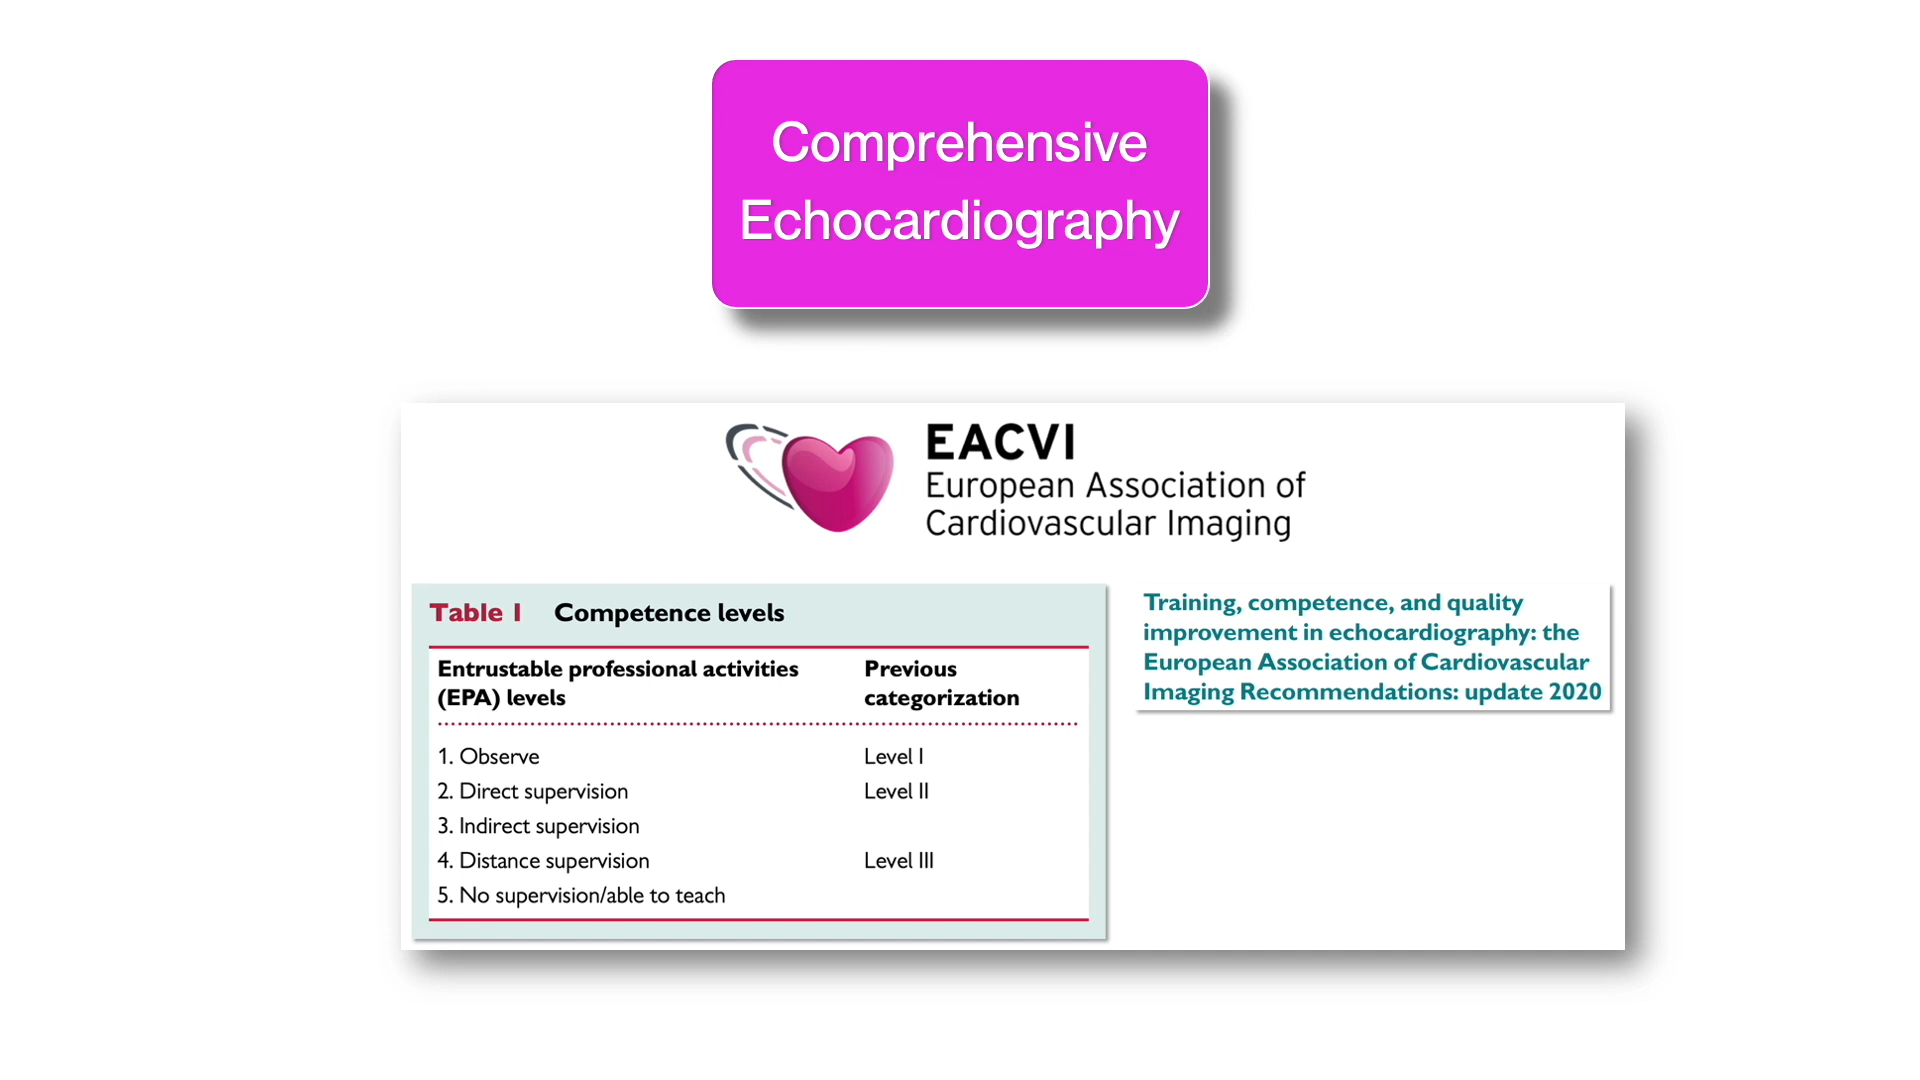 Comprehensive
Echocardiography
EACVI
European Association of
Cardiovascular Imaging
Table 1 Competence levels
Entrustable professional activities
(EPA) levels
Previous
categorization
1. Observe Level I
2. Direct supervision Level II
3. Indirect supervision
4. Distance supervision Level III
5. No supervision/able to teach
Training, competence, and quality
improvement in echocardiography: the
European Association of Cardiovascular
Imaging Recommendations: update 2020